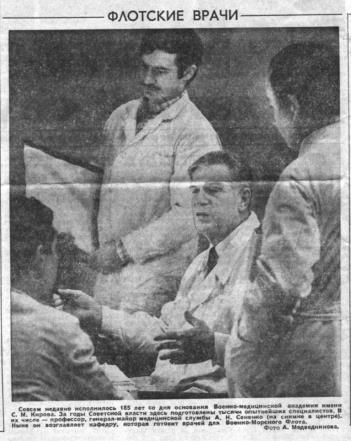 ФЛОТСКИЕ ВРАЧИ
Совсем недавно исполнилось 185 лет со дня основания Военно-медицинской академии имени
С. М. Кирова. За годы Советской власти здесь подготовлены тысячи опытнейших специалистов. В
их числе — профессор, генерал-майор медицинской службы А. Н. Сененко (на снимке в центре).
Ныне он возглавляет кафедру, которая готовит врачей для Военно-Морского Флота.
Фото А. Медведникова.